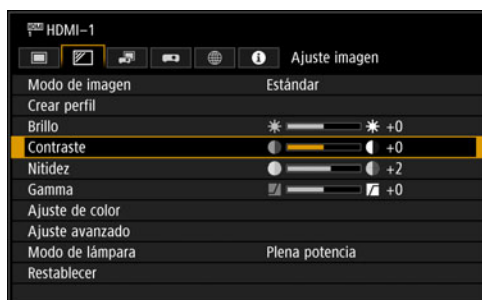 HDMI HDMI-1
Ajuste imagen
Modo de imagen Estándar
Crear perfil
Brillo +0
Contraste +0
Nitidez +2
Gamma +0
Ajuste de color
Ajuste avanzado
Modo de lámpara Plena potencia
Restablecer